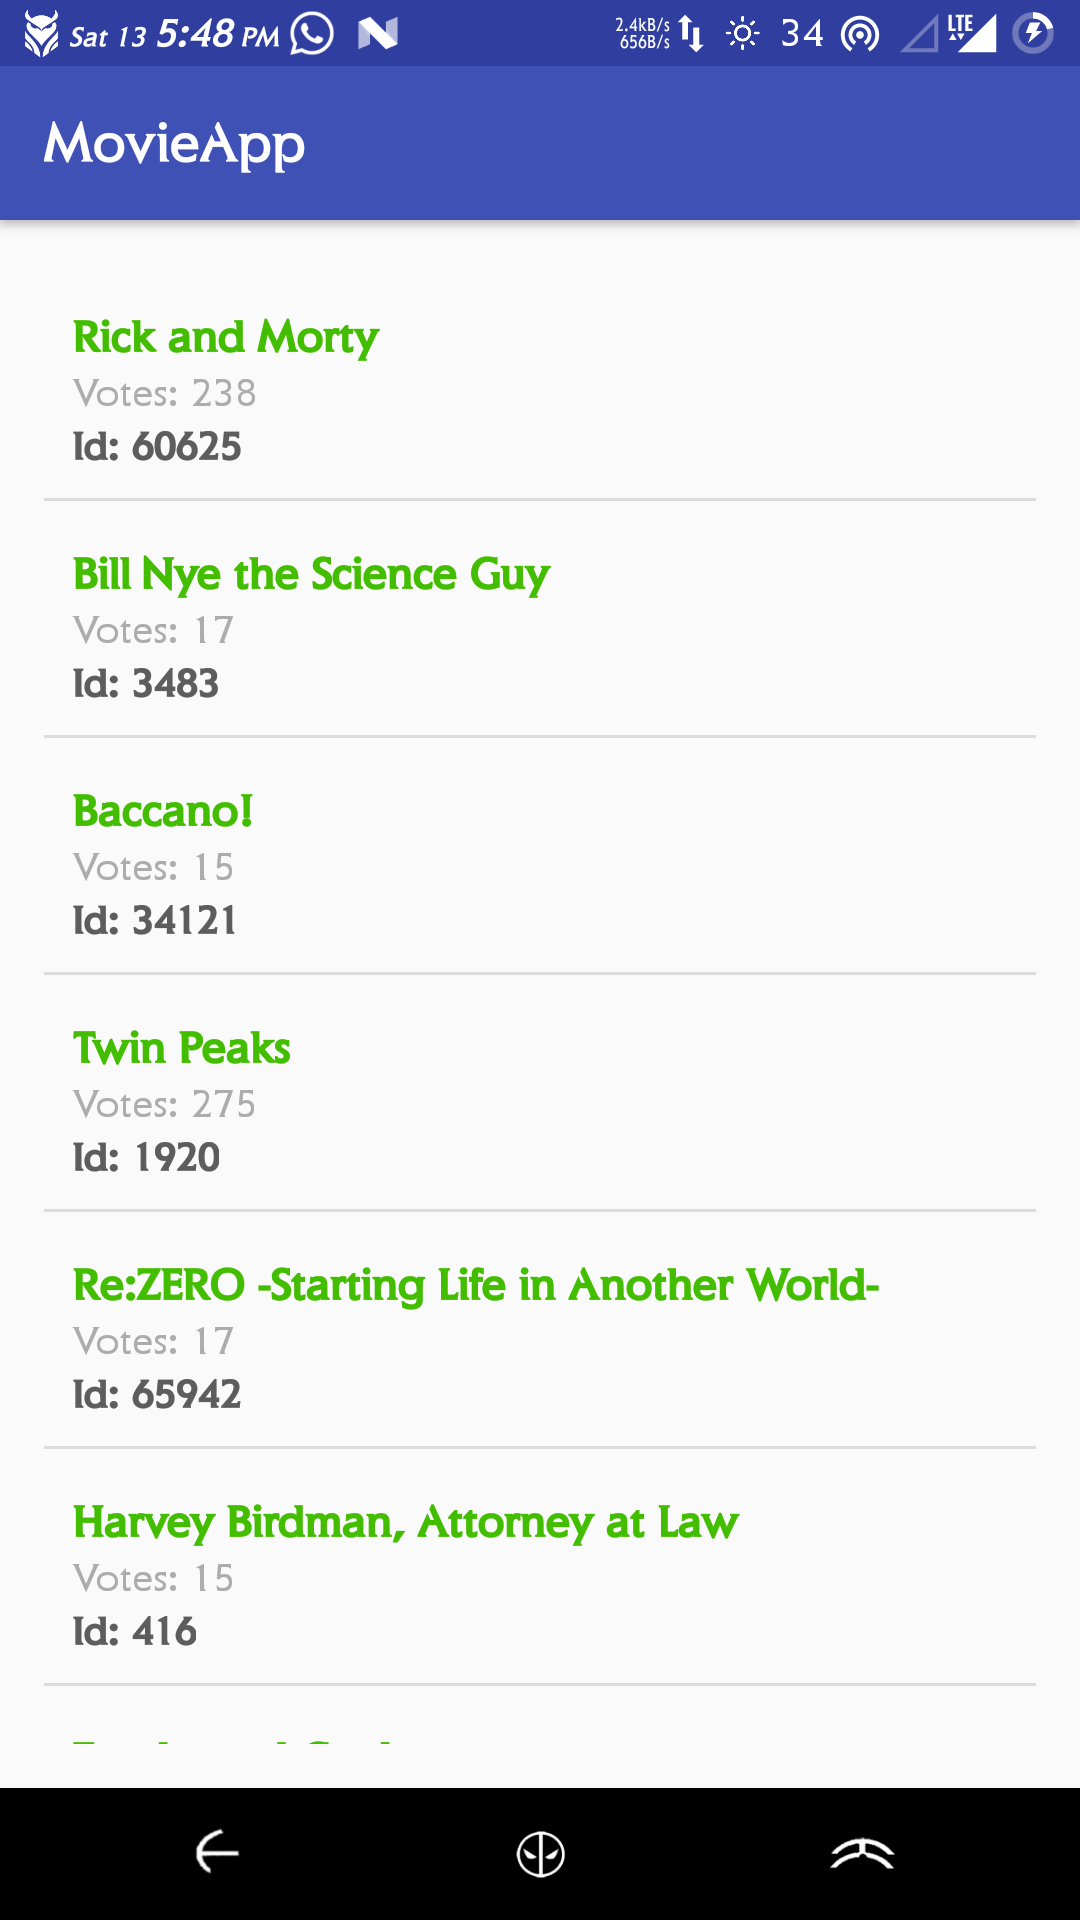 Sat 13 5:48 PM 2.4kB/s 656B/s 34 LTE
MovieApp
Rick and Morty
Votes: 238
Id: 60625
Bill Nye the Science Guy
Votes: 17
Id: 3483
Baccano!
Votes: 15
Id: 34121
Twin Peaks
Votes: 275
Id: 1920
Re:ZERO -Starting Life in Another World-
Votes: 17
Id: 65942
Harvey Birdman, Attorney at Law
Votes: 15
Id: 416